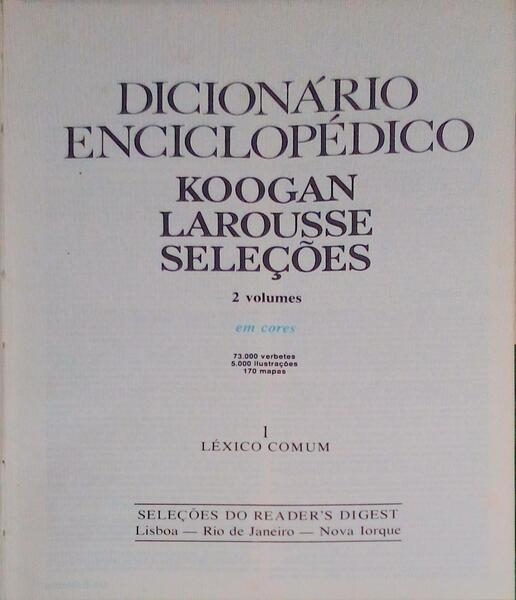 DICIONÁRIO
ENCICLOPÉDICO
KOOGAN
LAROUSSE
SELEÇÕES
2 volumes
em cores
73.000 verbetes
5.000 ilustrações
170 mapas
1
LÉXICO COMUM
SELEÇÕES DO READER'S DIGEST
Lisboa — Rio de Janeiro — Nova Iorque